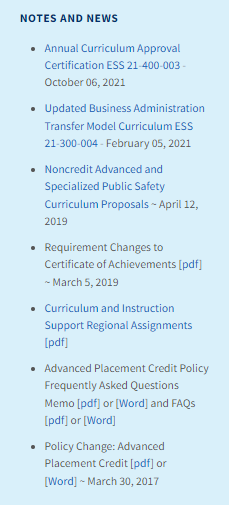 NOTES AND NEWS
• Annual Curriculum Approval
Certification ESS 21-400-003 -
October 06, 2021
• Updated Business Administration
Transfer Model Curriculum ESS
21-300-004 - February 05, 2021
• Noncredit Advanced and
Specialized Public Safety
Curriculum Proposals ~ April 12,
2019
• Requirement Changes to
Certificate of Achievements [pdf]
~ March 5, 2019
• Curriculum and Instruction
Support Regional Assignments
[pdf]
• Advanced Placement Credit Policy
Frequently Asked Questions
Memo [pdf] or [Word] and FAQs
[pdf] or [Word]
• Policy Change: Advanced
Placement Credit [pdf] or
[Word] ~ March 30, 2017